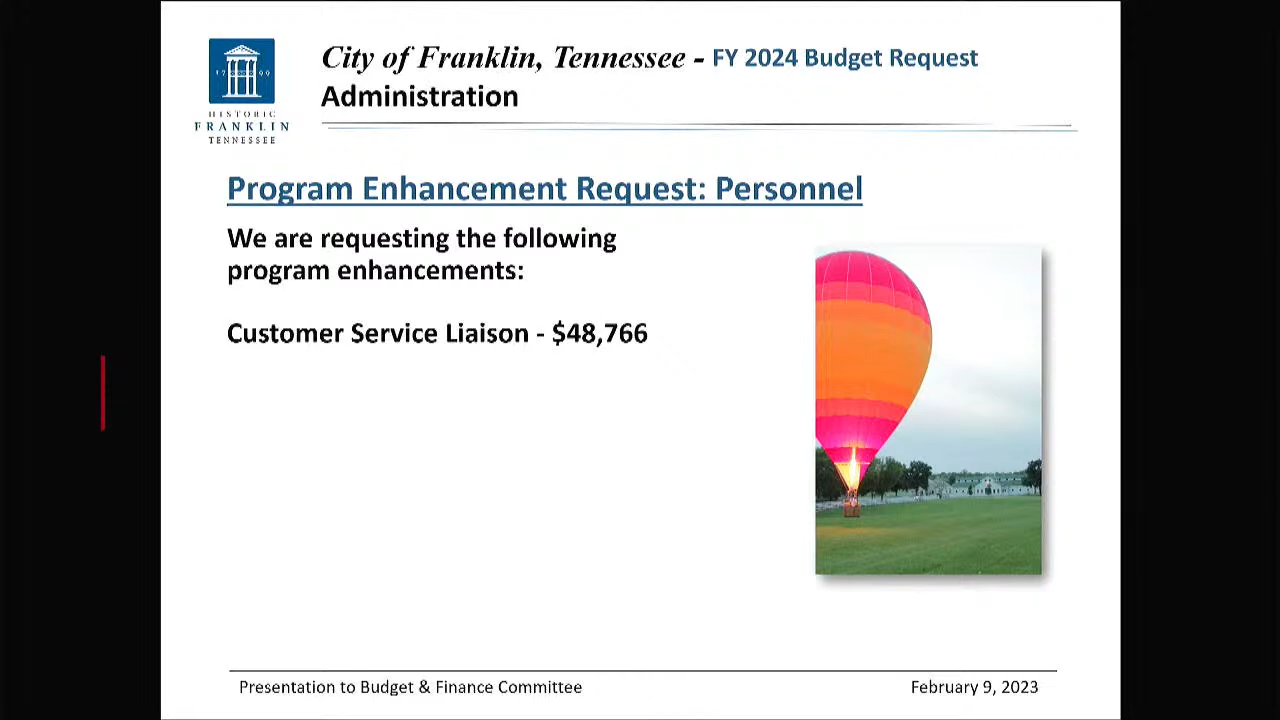 City of Franklin, Tennessee - FY 2024 Budget Request
Administration
1799
HISTORIC
FRANKLIN
TENNESSEE
Program Enhancement Request: Personnel
We are requesting the following
program enhancements:
Customer Service Liaison - $48,766
Presentation to Budget & Finance Committee
February 9, 2023